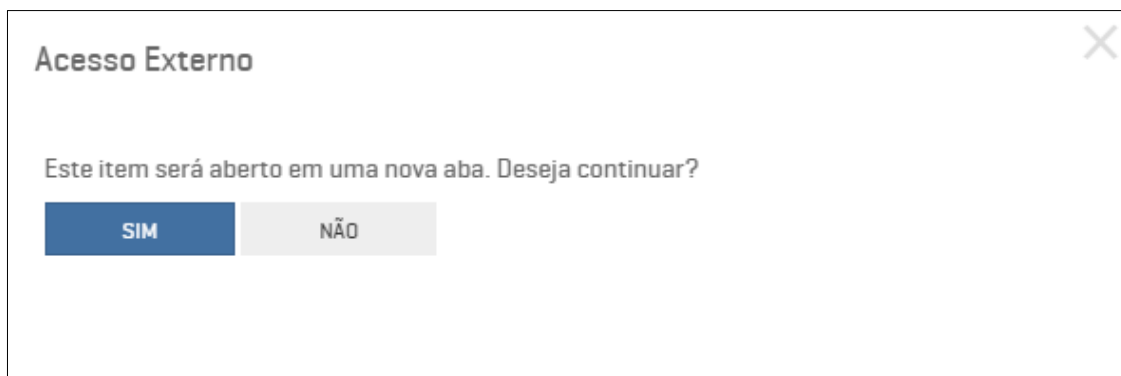 Acesso Externo
Este item será aberto em uma nova aba. Deseja continuar?
SIM NÃO